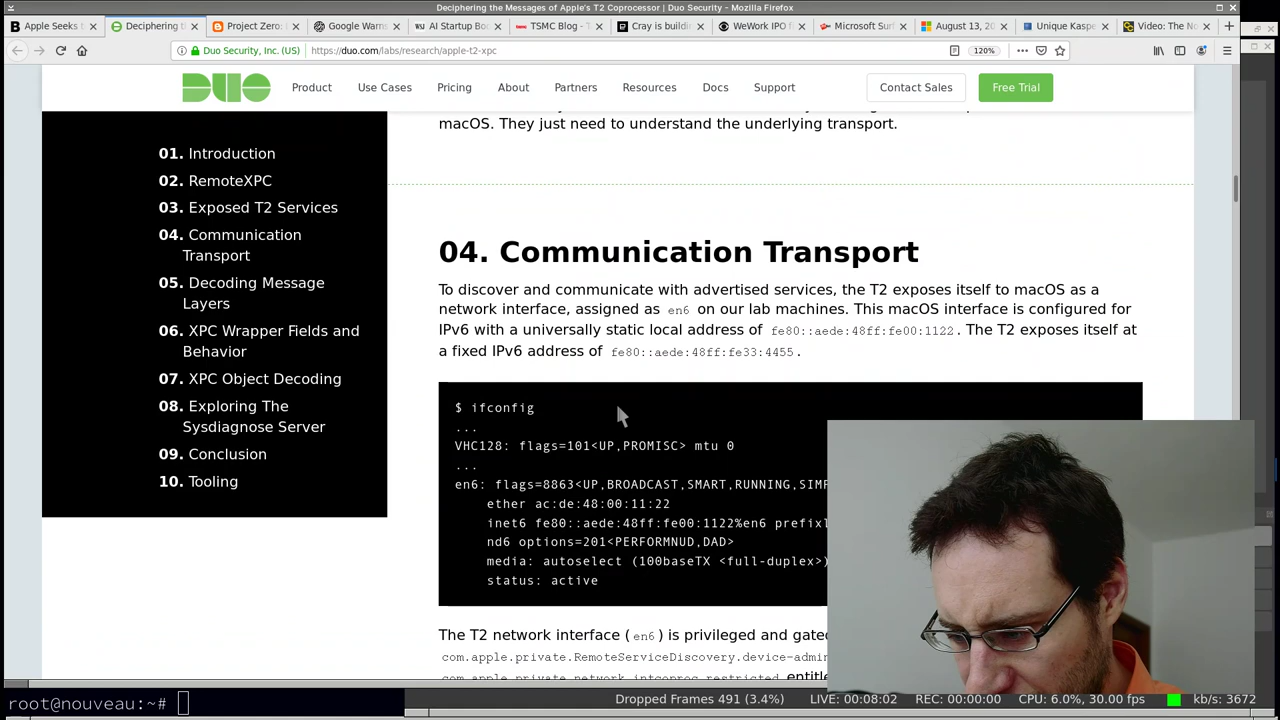 Deciphering the Messages of Apple's T2 Coprocessor | Duo Security - Mozilla Firefox
Apple Seeks t
Deciphering th
Project Zero:
Google Warns
AI Startup Bo
TSMC Blog - T
Cray is buildin
WeWork IPO f
Microsoft Surf
August 13, 20
Unique Kaspe
Video: The No
Duo Security, Inc. (US)
https://duo.com/labs/research/apple-t2-xpc
120%
DUO
Product
Use Cases
Pricing
About
Partners
Resources
Docs
Support
Contact Sales
Free Trial
macOS. They just need to understand the underlying transport.
01. Introduction
02. RemoteXPC
03. Exposed T2 Services
04. Communication
Transport
05. Decoding Message
Layers
06. XPC Wrapper Fields and
Behavior
07. XPC Object Decoding
08. Exploring The
Sysdiagnose Server
09. Conclusion
10. Tooling
04. Communication Transport
To discover and communicate with advertised services, the T2 exposes itself to macOS as a
network interface, assigned as en6 on our lab machines. This macOS interface is configured for
IPv6 with a universally static local address of fe80::aede:48ff:fe00:1122. The T2 exposes itself at
a fixed IPv6 address of fe80::aede:48ff:fe33:4455.
$ ifconfig
...
VHC128: flags=101<UP,PROMISC> mtu 0
...
en6: flags=8863<UP,BROADCAST,SMART,RUNNING,SIMP
ether ac:de:48:00:11:22
inet6 fe80::aede:48ff:fe00:1122%en6 prefixl
nd6 options=201<PERFORMNUD,DAD>
media: autoselect (100baseTX <full-duplex>)
status: active
The T2 network interface (en6) is privileged and gated
com.apple.private.RemoteServiceDiscovery.device-admin
com.apple.private.network.intcoproc.restricted entitle
root@nouveau:~#
Dropped Frames 491 (3.4%)
LIVE: 00:08:02
REC: 00:00:00
CPU: 6.0%, 30.00 fps
kb/s: 3672